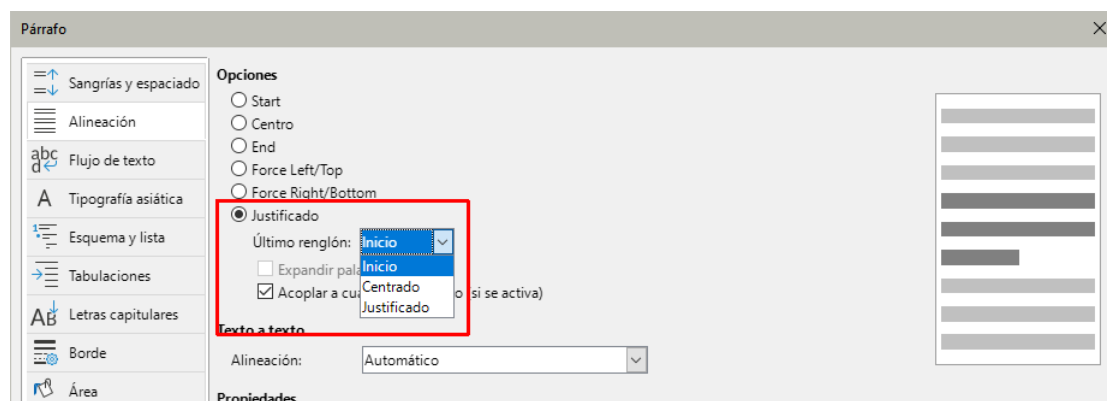 Párrafo
Sangrías y espaciado
Alineación
Flujo de texto
Tipografía asiática
Esquema y lista
Tabulaciones
Letras capitulares
Borde
Área
Opciones
Start
Centro
End
Force Left/Top
Force Right/Bottom
Justificado
Último renglón: Inicio
Inicio
Centrado
Justificado
Expandir
Acoplar a (si se activa)
Texto a texto
Alineación: Automático
Propiedades